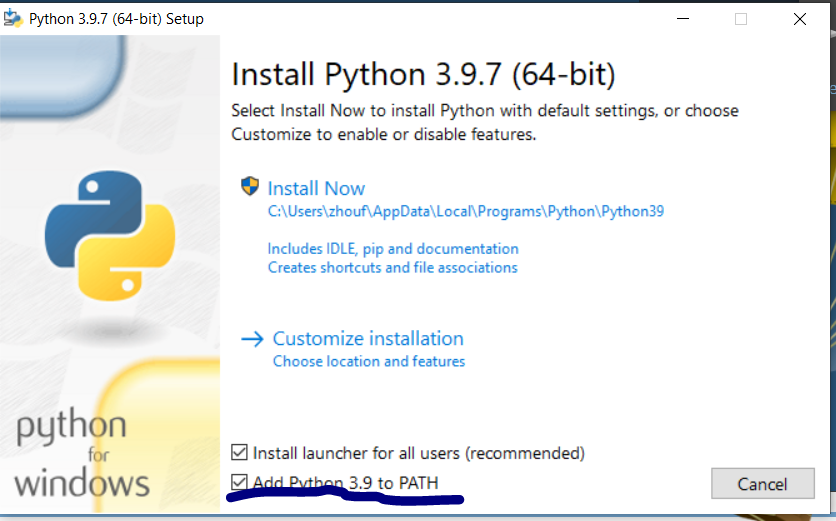 Python 3.9.7 (64-bit) Setup
Install Python 3.9.7 (64-bit)
Select Install Now to install Python with default settings, or choose
Customize to enable or disable features.
Install Now
C:\Users\zhouf\AppData\Local\Programs\Python\Python39
Includes IDLE, pip and documentation
Creates shortcuts and file associations
Customize installation
Choose location and features
python
for
windows
Install launcher for all users (recommended)
Add Python 3.9 to PATH
Cancel